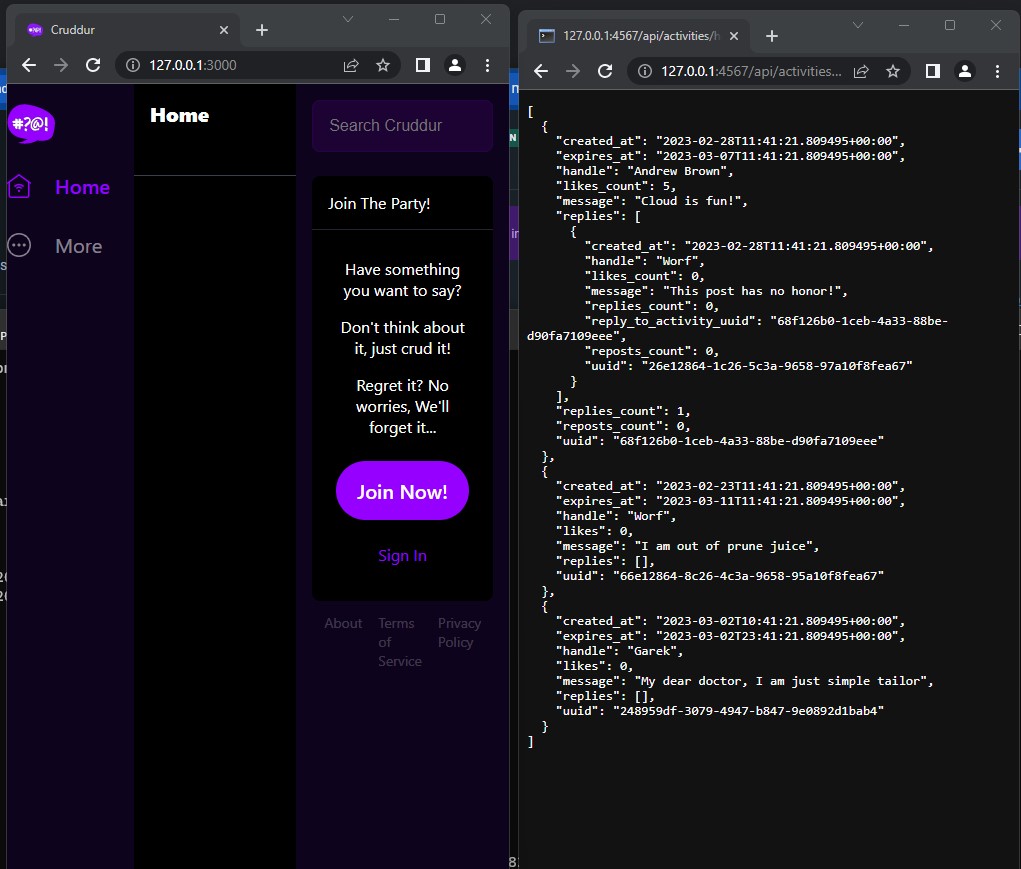 Cruddur
127.0.0.1:3000
#?@!
Home
More
Home
Search Cruddur
Join The Party!
Have something
you want to say?
Don't think about
it, just crud it!
Regret it? No
worries, We'll
forget it...
Join Now!
Sign In
About
Terms
of
Service
Privacy
Policy
127.0.0.1:4567/api/activities/h
127.0.0.1:4567/api/activities...
[
{
"created_at": "2023-02-28T11:41:21.809495+00:00",
"expires_at": "2023-03-07T11:41:21.809495+00:00",
"handle": "Andrew Brown",
"likes_count": 5,
"message": "Cloud is fun!",
"replies": [
{
"created_at": "2023-02-28T11:41:21.809495+00:00",
"handle": "Worf",
"likes_count": 0,
"message": "This post has no honor!",
"replies_count": 0,
"reply_to_activity_uuid": "68f126b0-1ceb-4a33-88be-
d90fa7109eee",
"reposts_count": 0,
"uuid": "26e12864-1c26-5c3a-9658-97a10f8fea67"
}
],
"replies_count": 1,
"reposts_count": 0,
"uuid": "68f126b0-1ceb-4a33-88be-d90fa7109eee"
},
{
"created_at": "2023-02-23T11:41:21.809495+00:00",
"expires_at": "2023-03-11T11:41:21.809495+00:00",
"handle": "Worf",
"likes": 0,
"message": "I am out of prune juice",
"replies": [],
"uuid": "66e12864-8c26-4c3a-9658-95a10f8fea67"
},
{
"created_at": "2023-03-02T10:41:21.809495+00:00",
"expires_at": "2023-03-02T23:41:21.809495+00:00",
"handle": "Garek",
"likes": 0,
"message": "My dear doctor, I am just simple tailor",
"replies": [],
"uuid": "248959df-3079-4947-b847-9e0892d1bab4"
}
]